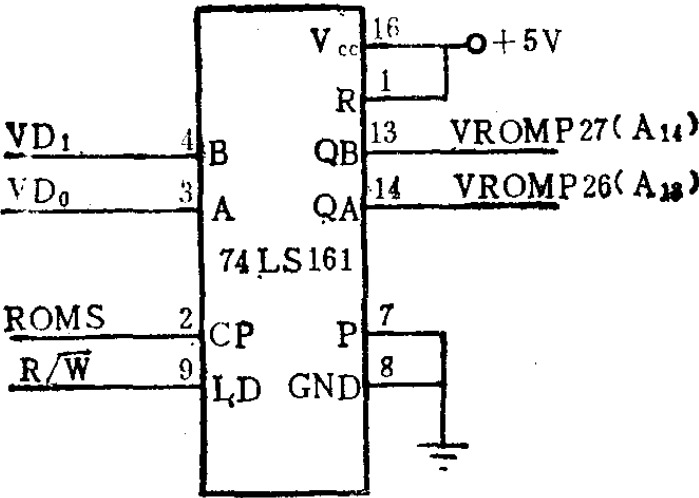 Vcc 16 +5V
R 1
VD1 4 B QB 13 VROMP27(A14)
VD0 3 A QA 14 VROMP26(A13)
74LS161
ROMS 2 CP P 7
R/W̅ 9 LD GND 8